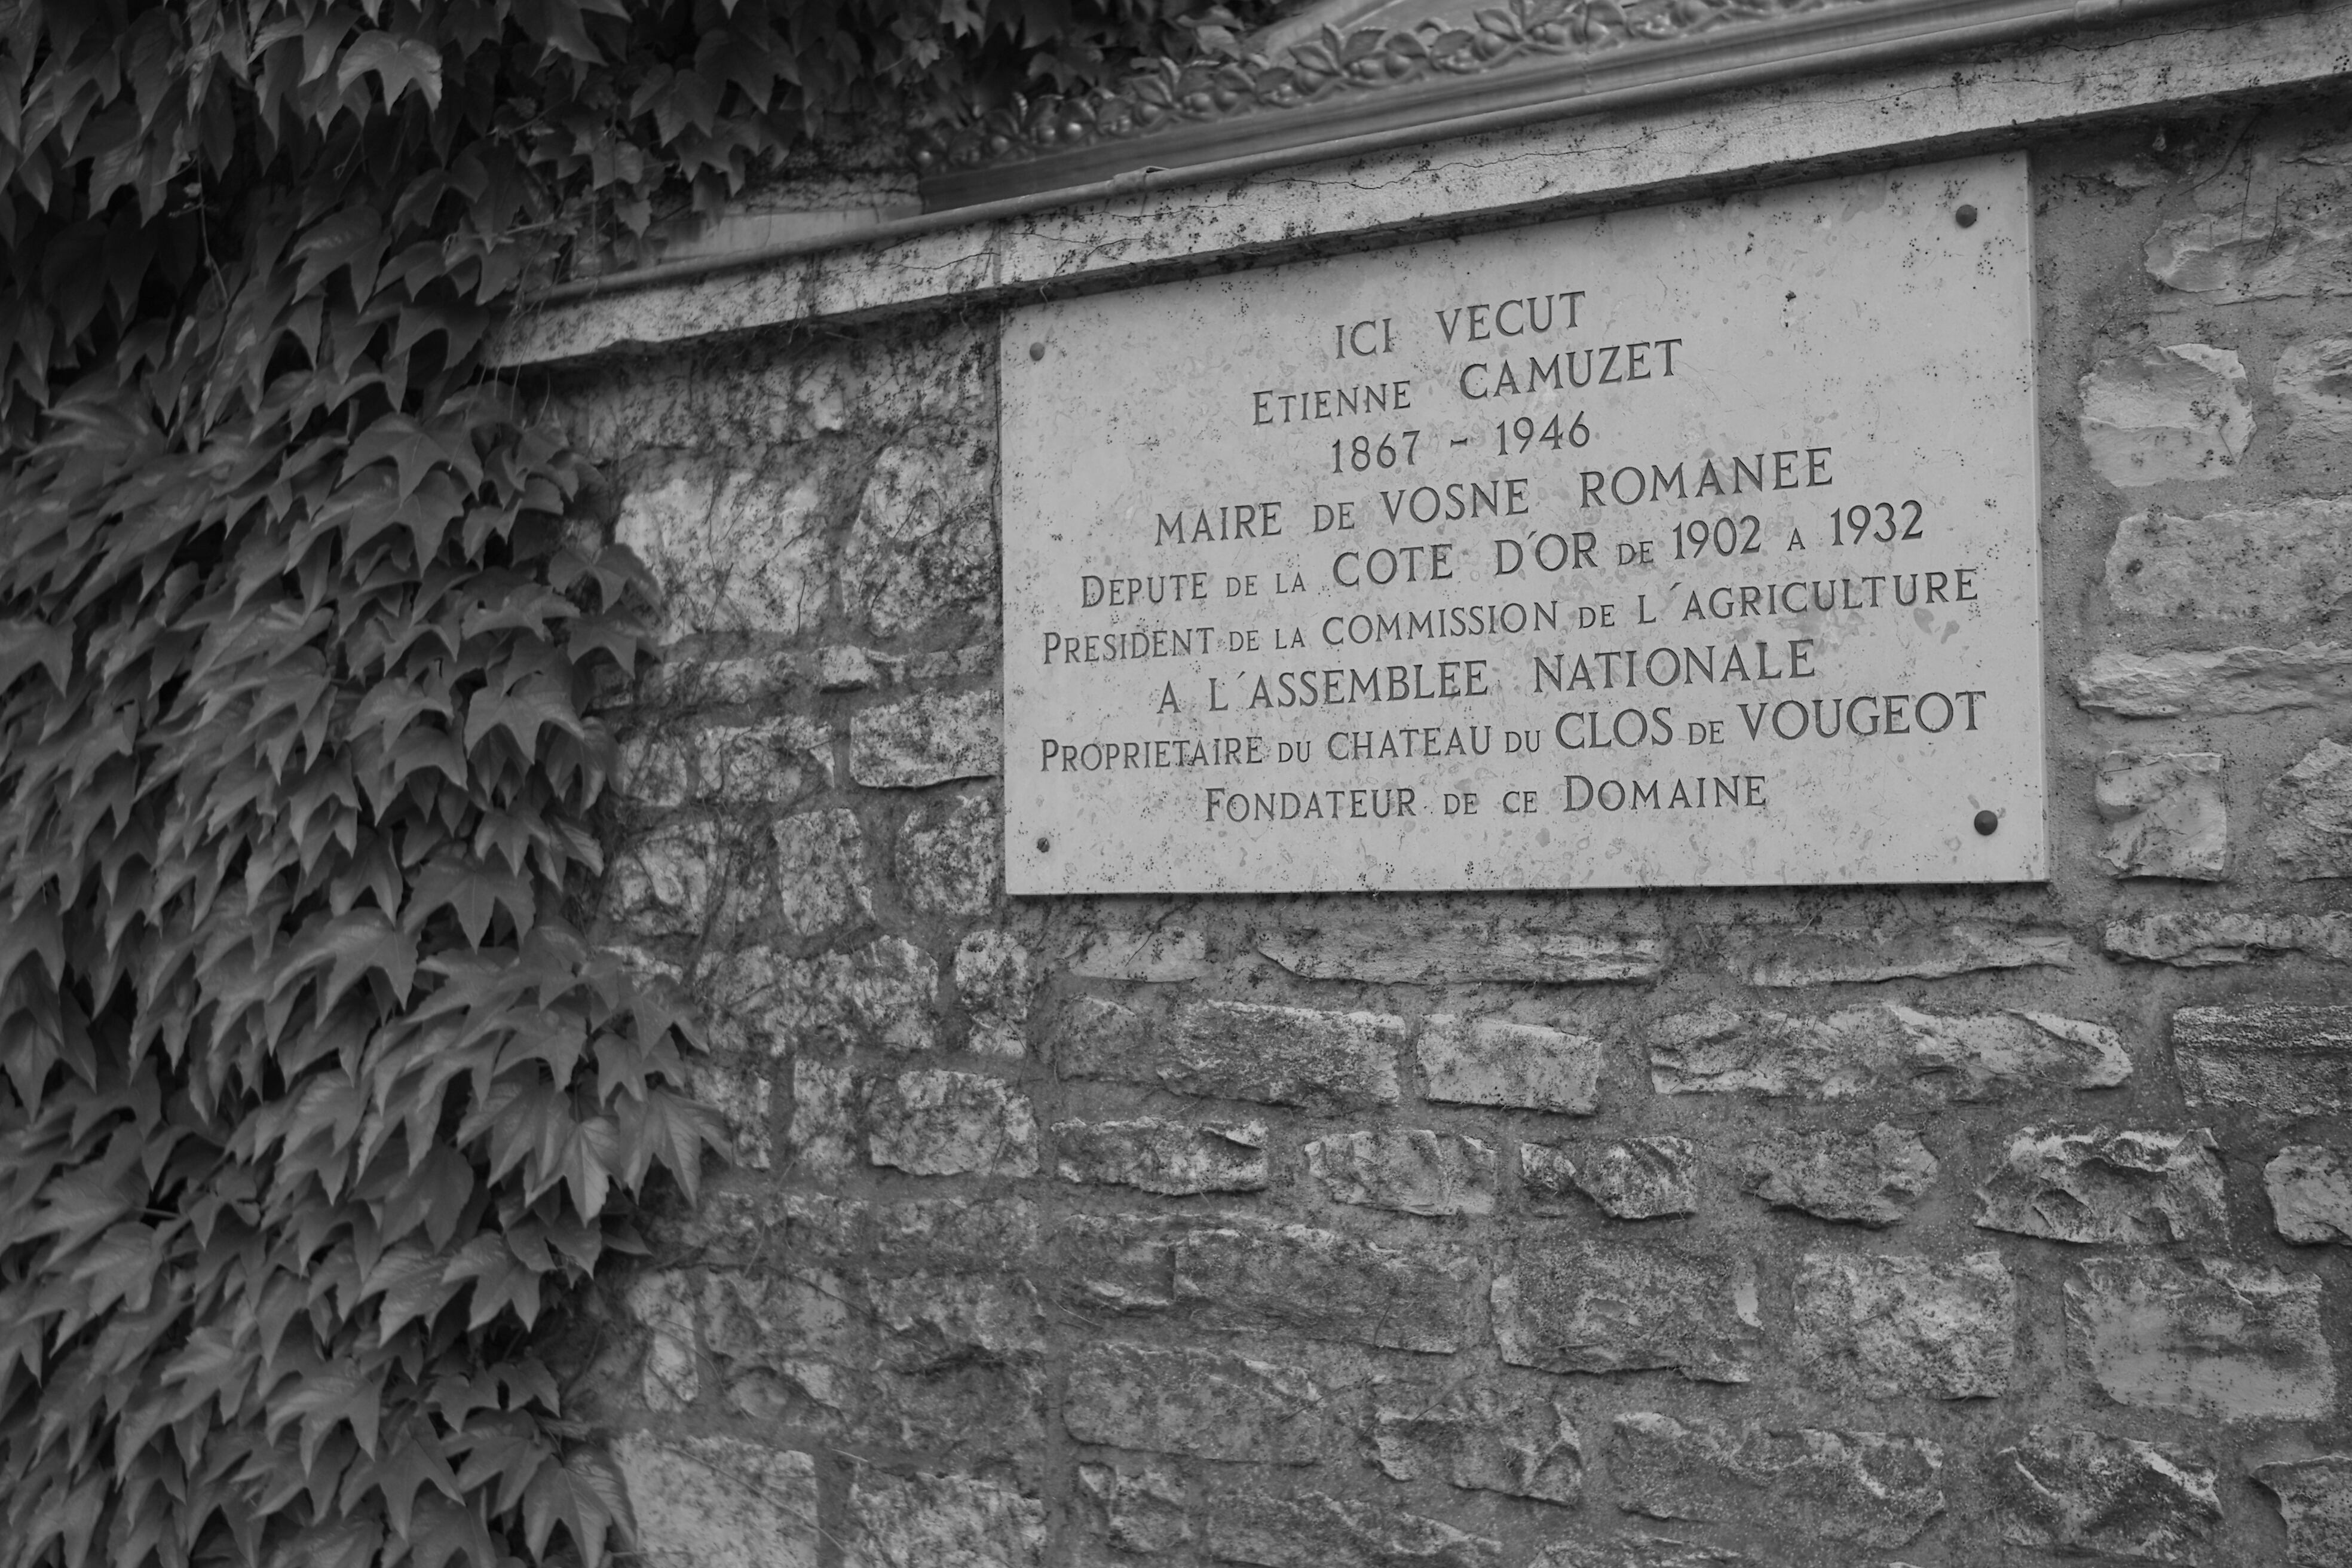 ICI VECUT
ETIENNE CAMUZET
1867 - 1946
MAIRE DE VOSNE ROMANEE
DEPUTE DE LA COTE D'OR DE 1902 A 1932
PRESIDENT DE LA COMMISSION DE L'AGRICULTURE
A L'ASSEMBLEE NATIONALE
PROPRIETAIRE DU CHATEAU DU CLOS DE VOUGEOT
FONDATEUR DE CE DOMAINE